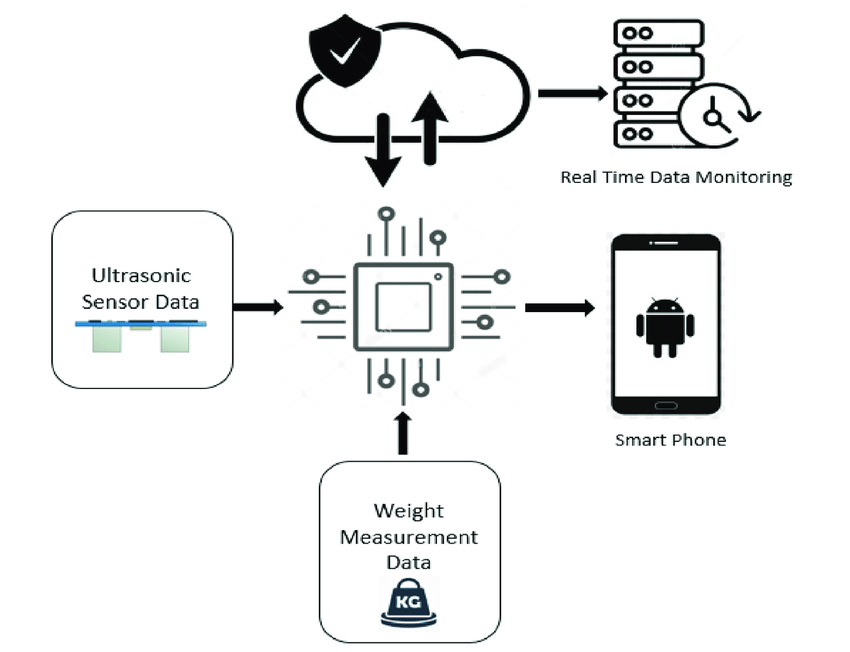 Real Time Data Monitoring
Ultrasonic
Sensor Data
Smart Phone
Weight
Measurement
Data
KG